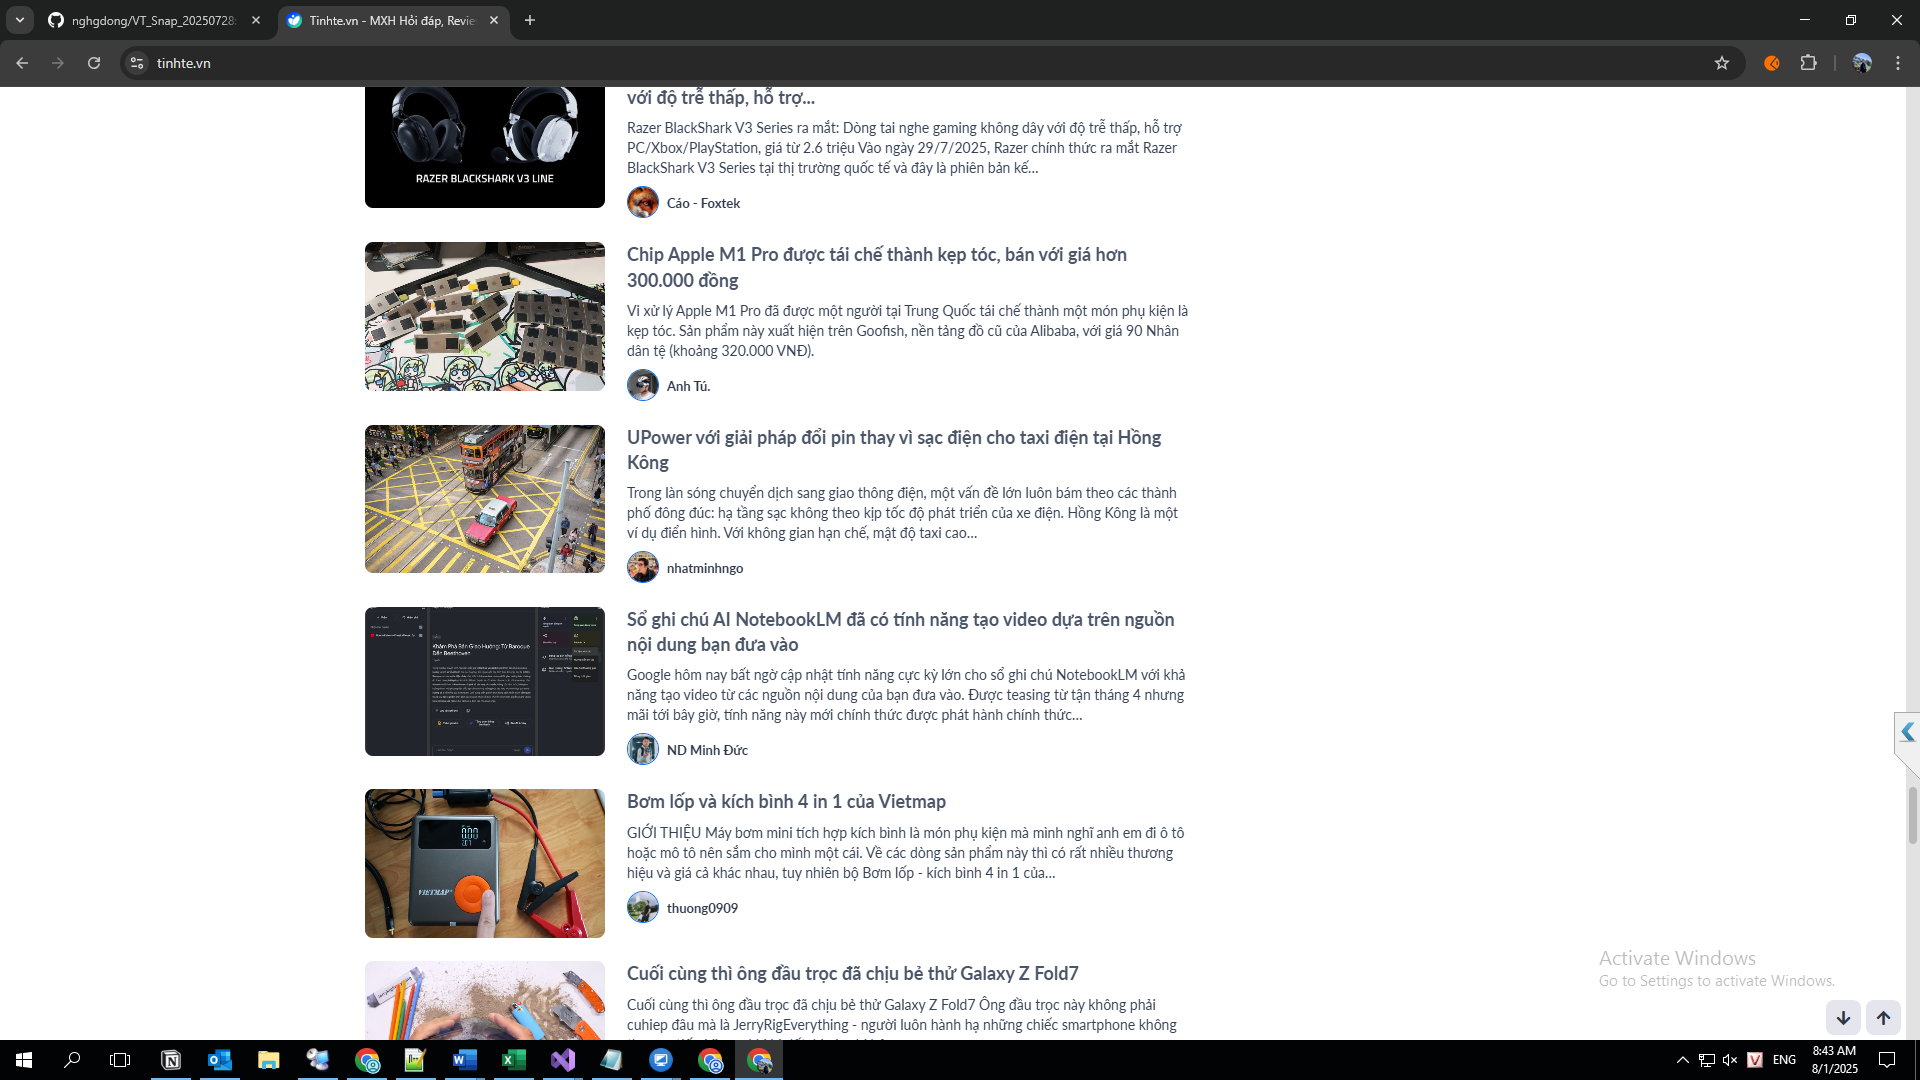 nghgdong/VT_Snap_20250728
Tinhte.vn - MXH Hỏi đáp, Revie
tinhte.vn
với độ trễ thấp, hỗ trợ...
Razer BlackShark V3 Series ra mắt: Dòng tai nghe gaming không dây với độ trễ thấp, hỗ trợ
PC/Xbox/PlayStation, giá từ 2.6 triệu Vào ngày 29/7/2025, Razer chính thức ra mắt Razer
BlackShark V3 Series tại thị trường quốc tế và đây là phiên bản kế...
RAZER BLACKSHARK V3 LINE
Cáo - Foxtek
Chip Apple M1 Pro được tái chế thành kẹp tóc, bán với giá hơn
300.000 đồng
Vi xử lý Apple M1 Pro đã được một người tại Trung Quốc tái chế thành một món phụ kiện là
kẹp tóc. Sản phẩm này xuất hiện trên Goofish, nền tảng đồ cũ của Alibaba, với giá 90 Nhân
dân tệ (khoảng 320.000 VNĐ).
Anh Tú.
UPower với giải pháp đổi pin thay vì sạc điện cho taxi điện tại Hồng
Kông
Trong làn sóng chuyển dịch sang giao thông điện, một vấn đề lớn luôn bám theo các thành
phố đông đúc: hạ tầng sạc không theo kịp tốc độ phát triển của xe điện. Hồng Kông là một
ví dụ điển hình. Với không gian hạn chế, mật độ taxi cao...
nhatminhngo
Sổ ghi chú AI NotebookLM đã có tính năng tạo video dựa trên nguồn
nội dung bạn đưa vào
Google hôm nay bất ngờ cập nhật tính năng cực kỳ lớn cho sổ ghi chú NotebookLM với khả
năng tạo video từ các nguồn nội dung của bạn đưa vào. Được teasing từ tận tháng 4 nhưng
mãi tới bây giờ, tính năng này mới chính thức được phát hành chính thức...
Khám Phá Bản Giao Hưởng: Từ Baroque
Đến Beethoven
ND Minh Đức
Bơm lốp và kích bình 4 in 1 của Vietmap
GIỚI THIỆU Máy bơm mini tích hợp kích bình là món phụ kiện mà mình nghĩ anh em đi ô tô
hoặc mô tô nên sắm cho mình một cái. Về các dòng sản phẩm này thì có rất nhiều thương
hiệu và giá cả khác nhau, tuy nhiên bộ Bơm lốp - kích bình 4 in 1 của...
VIETMAP
thuong0909
Cuối cùng thì ông đầu trọc đã chịu bẻ thử Galaxy Z Fold7
Cuối cùng thì ông đầu trọc đã chịu bẻ thử Galaxy Z Fold7 Ông đầu trọc này không phải
cuhiep đâu mà là JerryRigEverything - người luôn hành hạ những chiếc smartphone không
Activate Windows
Go to Settings to activate Windows.
ENG
8:43 AM
8/1/2025